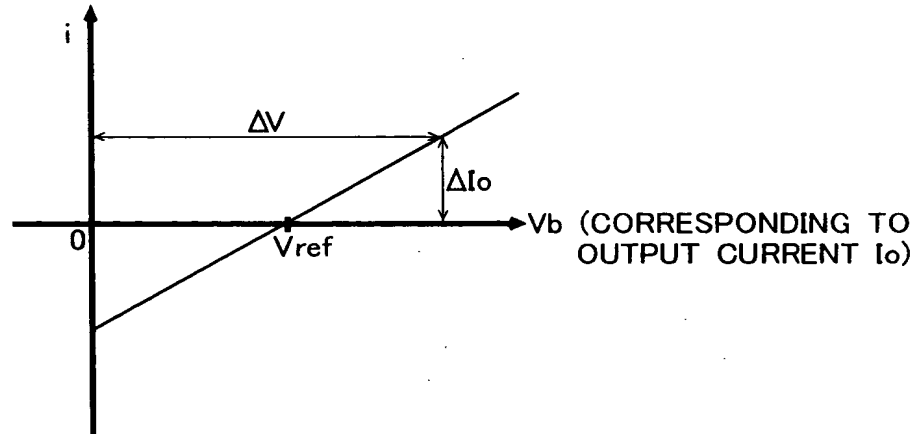 i
ΔV
ΔIo
0
Vref
Vb (CORRESPONDING TO
OUTPUT CURRENT Io)